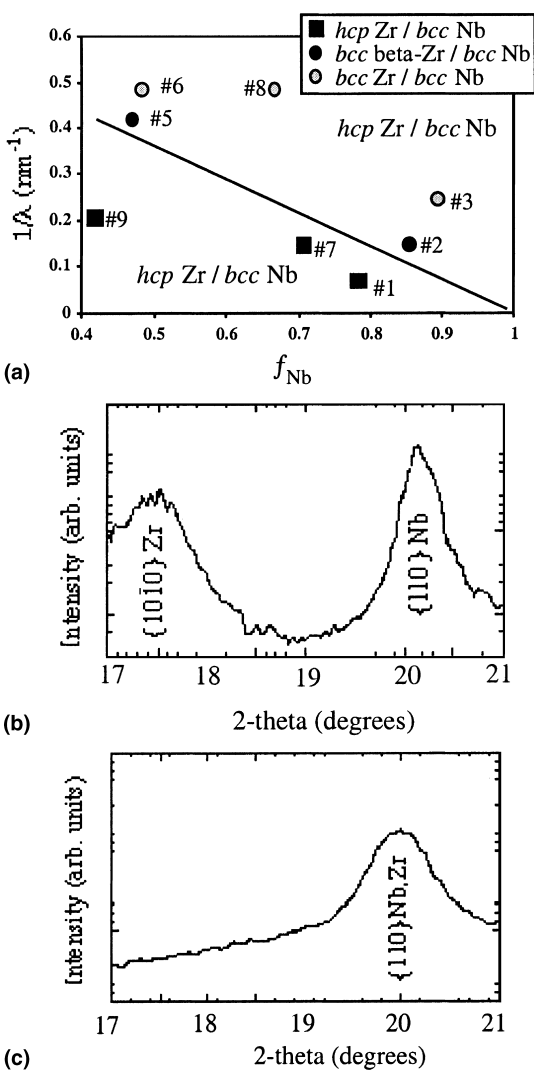 0.6
0.5
0.4
0.3
0.2
0.1
0
1/λ (nm⁻¹)
■ hcp Zr / bcc Nb
● bcc beta-Zr / bcc Nb
bcc Zr / bcc Nb
#6
#8
#5
hcp Zr / bcc Nb
#3
#9
#7
#2
hcp Zr / bcc Nb
#1
0.4 0.5 0.6 0.7 0.8 0.9 1
(a)
f_Nb
Intensity (arb. units)
{101̄0} Zr
{110} Nb
17 18 19 20 21
(b)
2-theta (degrees)
Intensity (arb. units)
{110} Nb,Zr
17 18 19 20 21
(c)
2-theta (degrees)